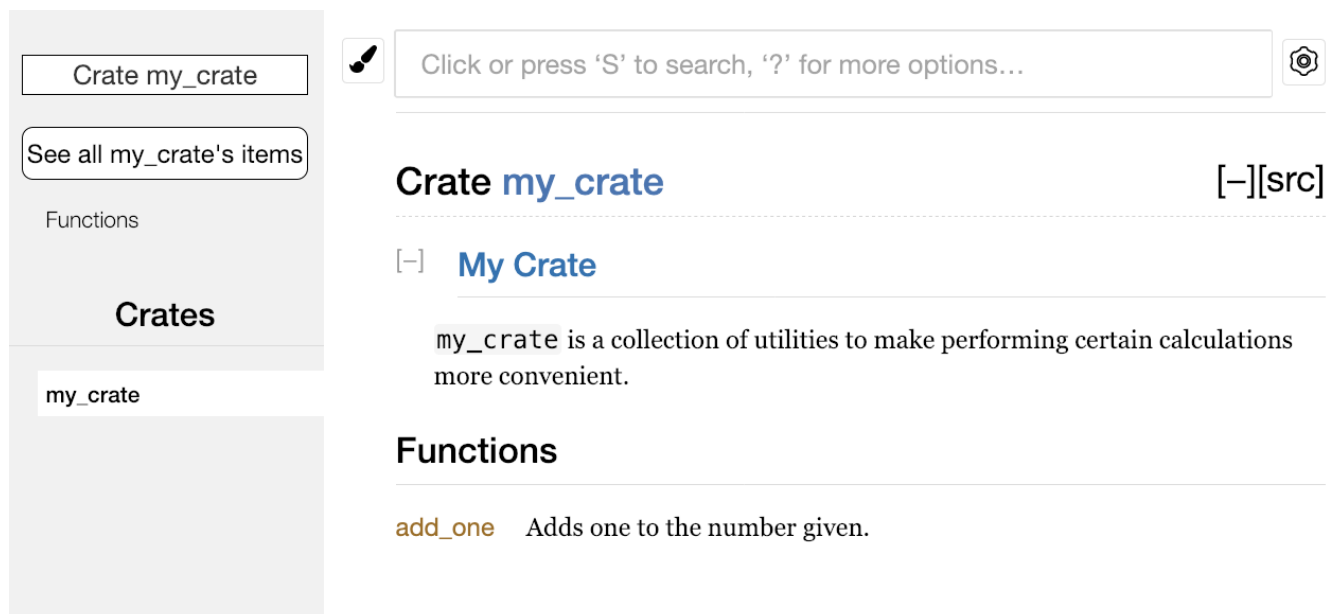 Crate my_crate
See all my_crate's items
Functions
Crates
my_crate
Click or press ‘S’ to search, ‘?’ for more options…
Crate my_crate
[–][src]
[–] My Crate
my_crate is a collection of utilities to make performing certain calculations
more convenient.
Functions
add_one Adds one to the number given.